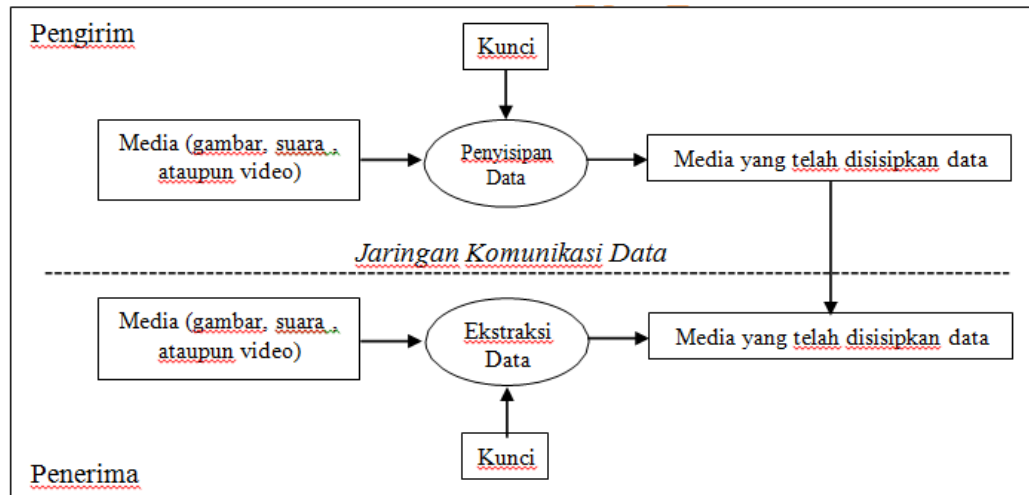 Pengirim
Kunci
Media (gambar, suara ,
ataupun video)
Penyisipan
Data
Media yang telah disisipkan data
Jaringan Komunikasi Data
Media (gambar, suara ,
ataupun video)
Ekstraksi
Data
Media yang telah disisipkan data
Kunci
Penerima